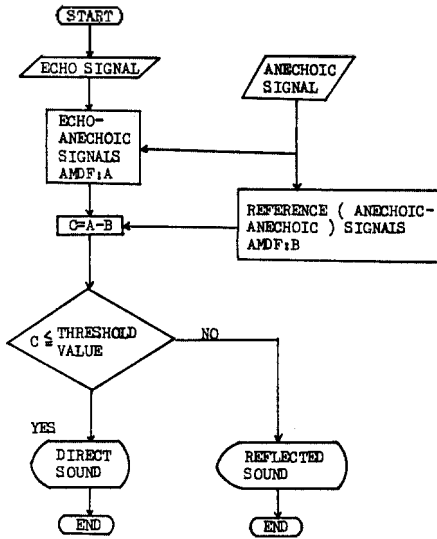 START
ECHO SIGNAL
ANECHOIC
SIGNAL
ECHO-
ANECHOIC
SIGNALS
AMDF:A
REFERENCE ( ANECHOIC-
ANECHOIC ) SIGNALS
AMDF:B
C=A-B
C ≦ THRESHOLD
VALUE
NO
YES
DIRECT
SOUND
REFLECTED
SOUND
END
END